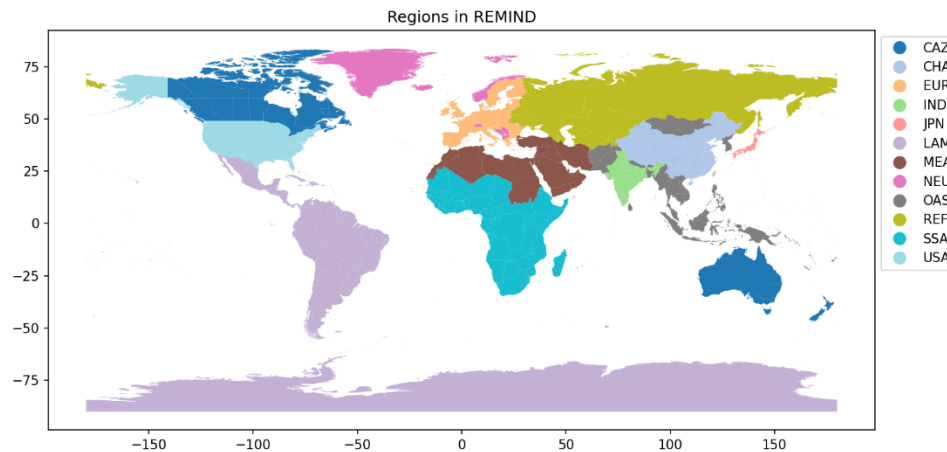 Regions in REMIND
75
50
25
0
−25
−50
−75
−150
−100
−50
0
50
100
150
CAZ
CHA
EUR
IND
JPN
LAM
MEA
NEU
OAS
REF
SSA
USA